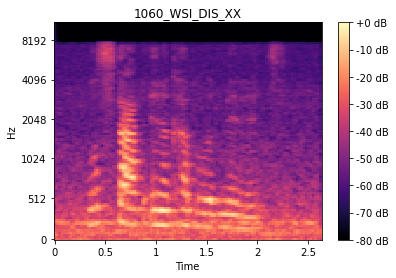 1060_WSI_DIS_XX
+0 dB
8192
-10 dB
4096
-20 dB
-30 dB
2048
Hz
-40 dB
1024
-50 dB
-60 dB
512
-70 dB
0
-80 dB
0 0.5 1 1.5 2 2.5
Time